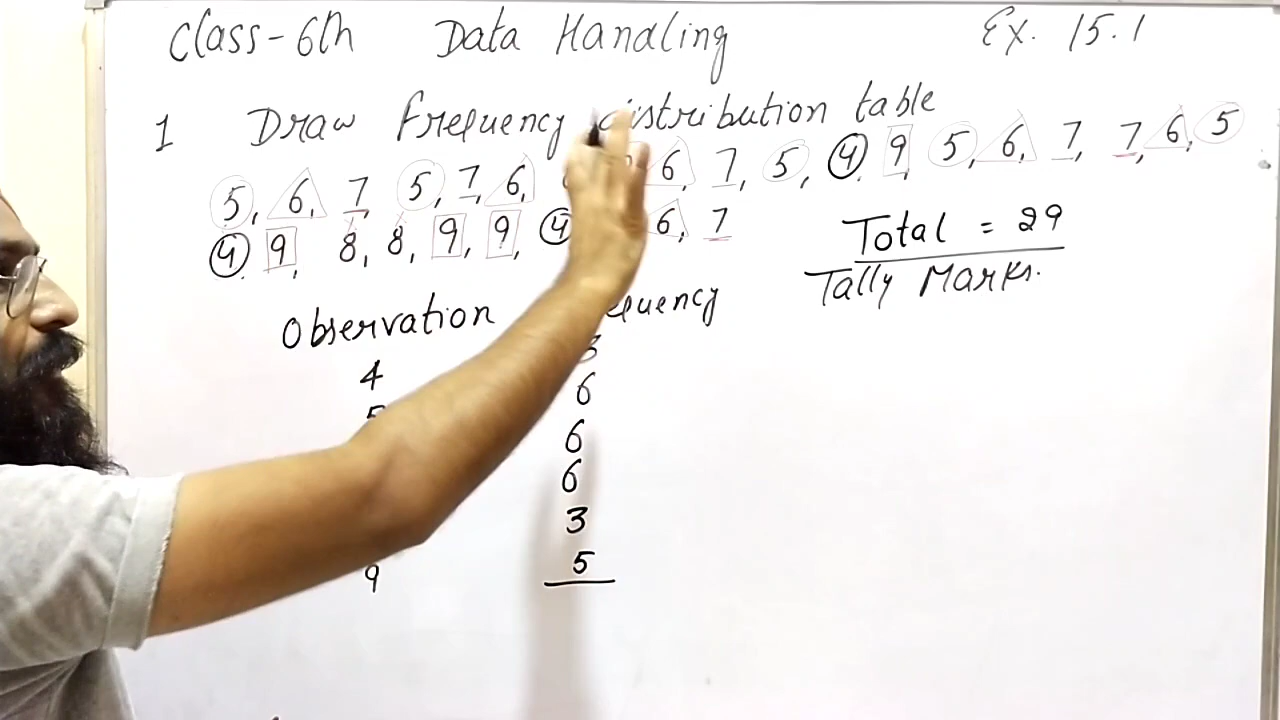 Class-6th Data Handling Ex. 15.1
1 Draw frequency distribution table
5, 6, 7 5, 7, 6, 6, 7, 5, 4 9 5, 6, 7, 7, 6, 5
4 9, 8, 8, 9, 9, 4 6, 7
Total = 29
Tally Marks.
Observation
4 3
6
6
6
3
9 5